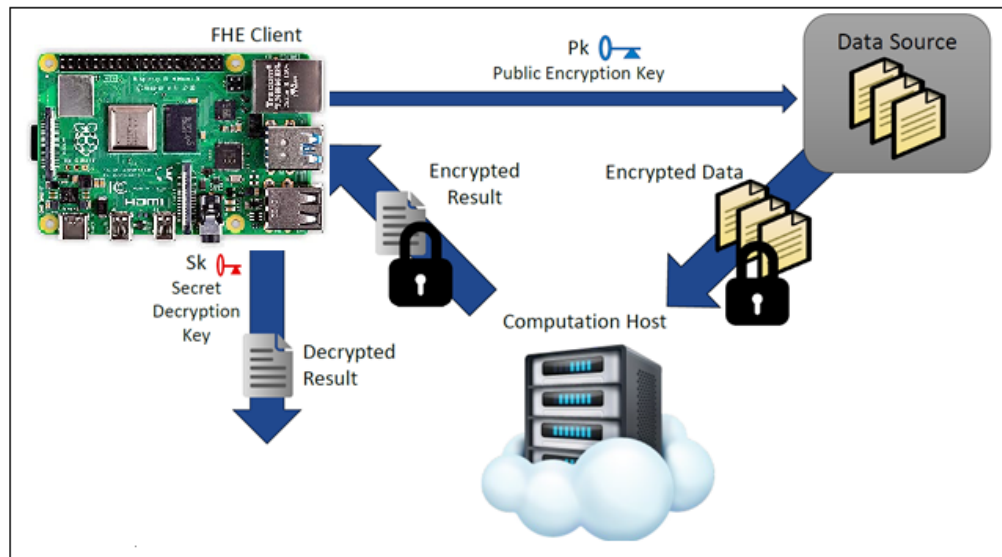 FHE Client
Pk
Public Encryption Key
Data Source
Encrypted
Result
Encrypted Data
Sk
Secret
Decryption
Key
Decrypted
Result
Computation Host
HDMI